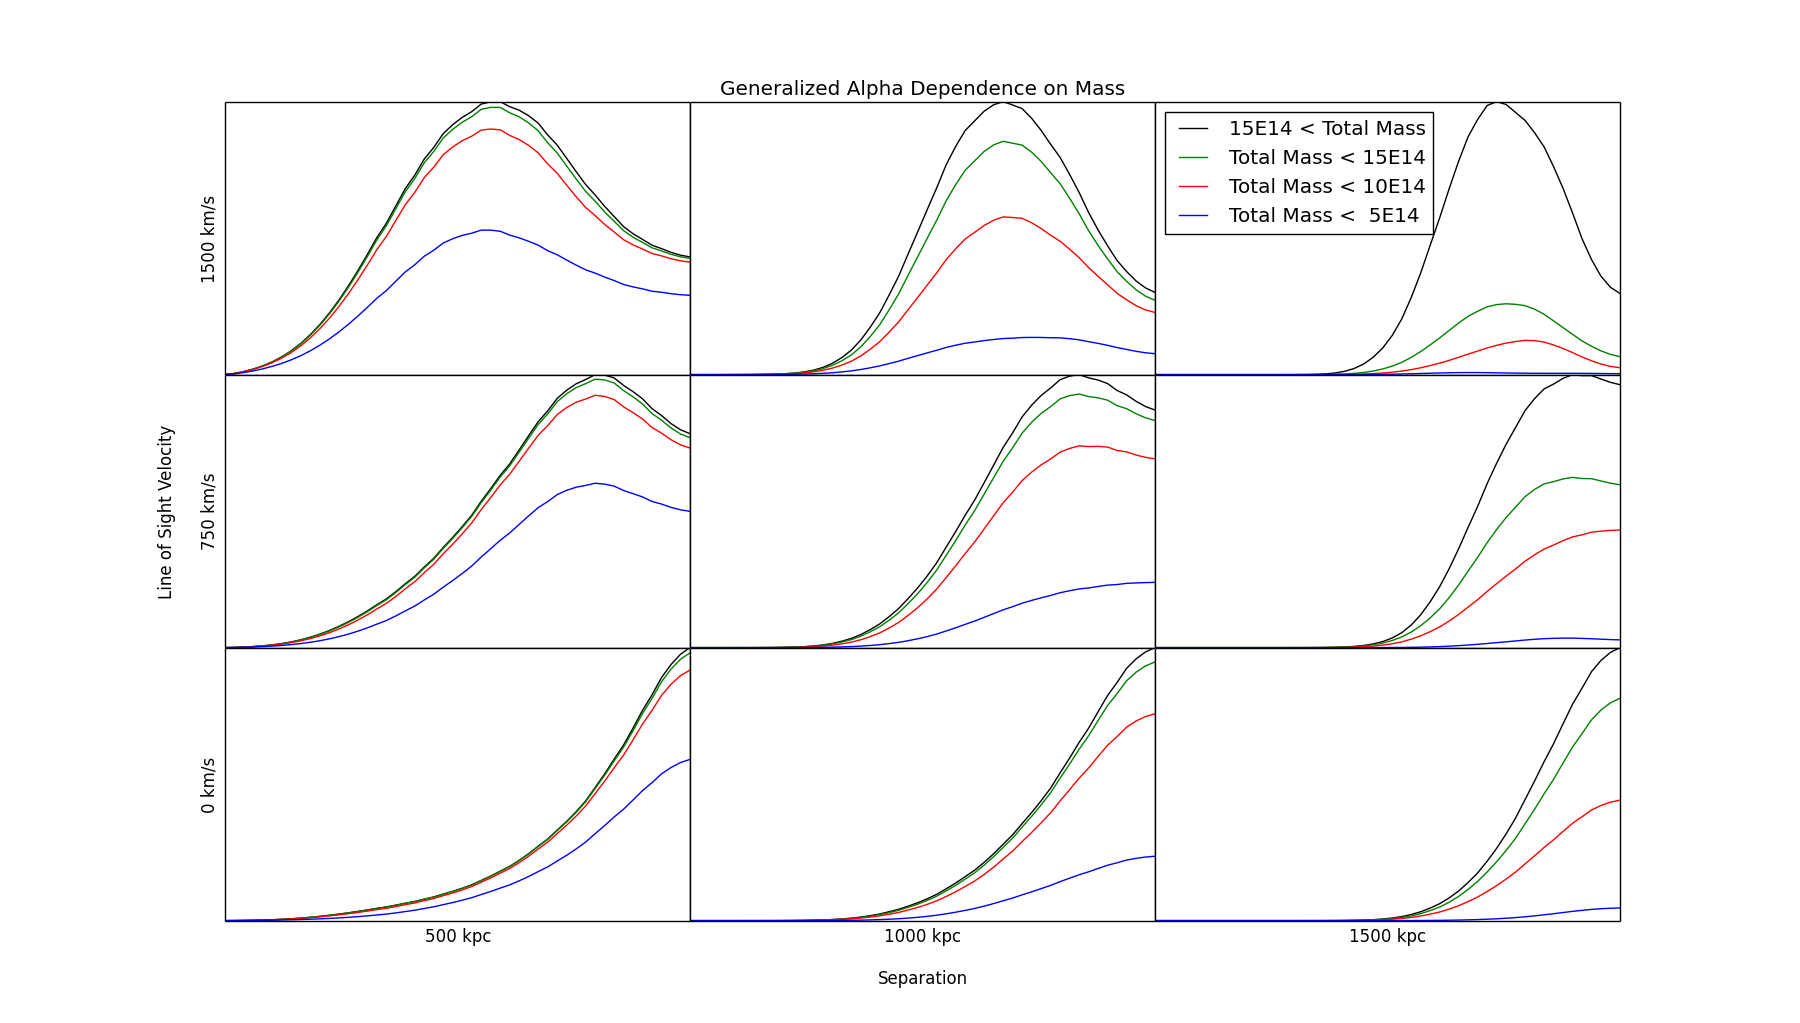 Generalized Alpha Dependence on Mass
15E14 < Total Mass
Total Mass < 15E14
Total Mass < 10E14
Total Mass <  5E14
Line of Sight Velocity
1500 km/s
750 km/s
0 km/s
500 kpc
1000 kpc
1500 kpc
Separation